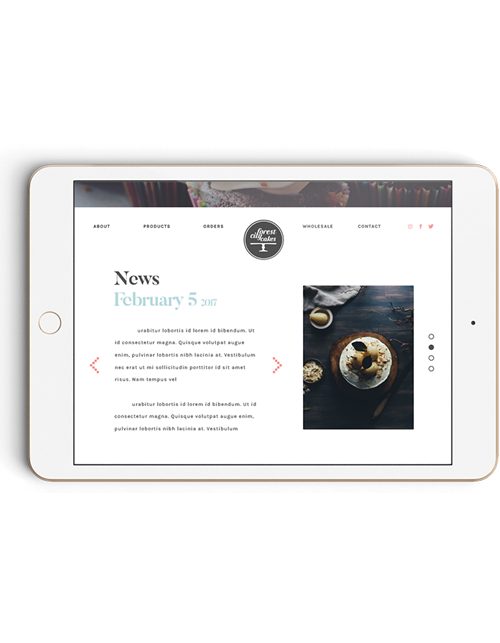 ABOUT PRODUCTS ORDERS WHOLESALE CONTACT
forest
cakes
News
February 5 2017
urabitur lobortis id lorem id bibendum. Ut
id consectetur magna. Quisque volutpat augue
enim, pulvinar lobortis nibh lacinia at. Vestibulum
nec erat ut mi sollicitudin porttitor id sit amet
risus. Nam tempus vel
urabitur lobortis id lorem id bibendum. Ut id
consectetur magna. Quisque volutpat augue enim,
pulvinar lobortis nibh lacinia at. Vestibulum